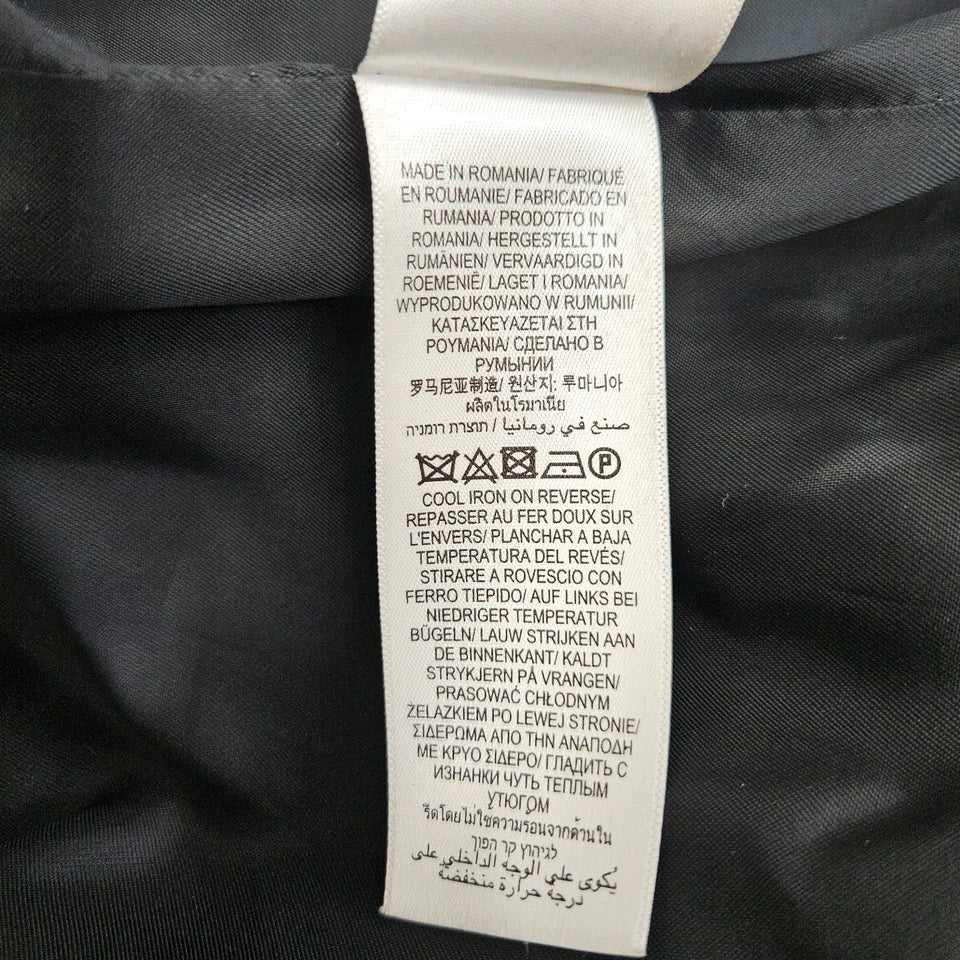 MADE IN ROMANIA/ FABRIQUÉ
EN ROUMANIE/ FABRICADO EN
RUMANIA/ PRODOTTO IN
ROMANIA/ HERGESTELLT IN
RUMÄNIEN/ VERVAARDIGD IN
ROEMENIË/ LAGET I ROMANIA/
WYPRODUKOWANO W RUMUNII/
ΚΑΤΑΣΚΕΥΑΖΕΤΑΙ ΣΤΗ
ΡΟΥΜΑΝΙΑ/ СДЕЛАНО В
РУМЫНИИ
罗马尼亚制造/ 원산지: 루마니아
ผลิตในโรมาเนีย
صنع في رومانيا / תוצרת רומניה
P
COOL IRON ON REVERSE/
REPASSER AU FER DOUX SUR
L'ENVERS/ PLANCHAR A BAJA
TEMPERATURA DEL REVÉS/
STIRARE A ROVESCIO CON
FERRO TIEPIDO/ AUF LINKS BEI
NIEDRIGER TEMPERATUR
BÜGELN/ LAUW STRIJKEN AAN
DE BINNENKANT/ KALDT
STRYKJERN PÅ VRANGEN/
PRASOWAĆ CHŁODNYM
ŻELAZKIEM PO LEWEJ STRONIE/
ΣΙΔΕΡΩΜΑ ΑΠΟ ΤΗΝ ΑΝΑΠΟΔΗ
ΜΕ ΚΡΥΟ ΣΙΔΕΡΟ/ ГЛАДИТЬ С
ИЗНАНКИ ЧУТЬ ТЕПЛЫМ
УТЮГОМ
รีดโดยไม่ใช้ความร้อนจากด้านใน
לגיהוץ קר הפוך
يُكوى على الوجه الداخلي على
درجة حرارة منخفضة